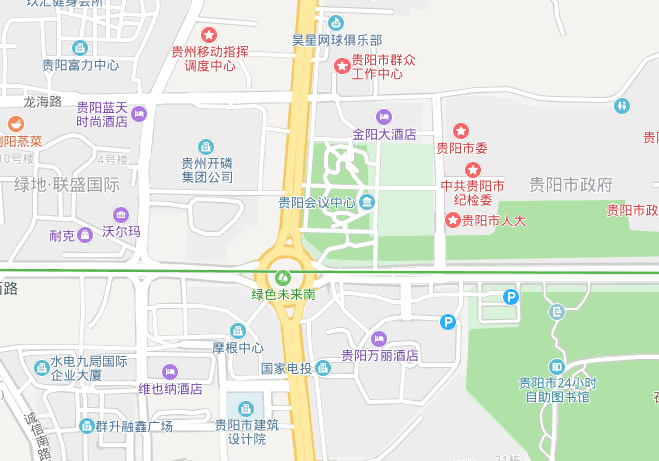 玖汇健身会所
昊星网球俱乐部
贵州移动指挥
调度中心
贵阳富力中心
贵阳市群众
工作中心
龙海路
贵阳蓝天
时尚酒店
金阳大酒店
阳蒸菜
10号楼
4号楼
贵阳市委
贵州开磷
集团公司
绿地·联盛国际
中共贵阳市
纪检委
贵阳市政府
贵阳会议中心
贵阳市人大
贵阳市政
沃尔玛
耐克
路
绿色未来南
摩根中心
贵阳万丽酒店
水电九局国际
企业大厦
国家电投
维也纳酒店
贵阳市24小时
自助图书馆
诚信南路
群升融鑫广场
贵阳市建筑
设计院
P
P